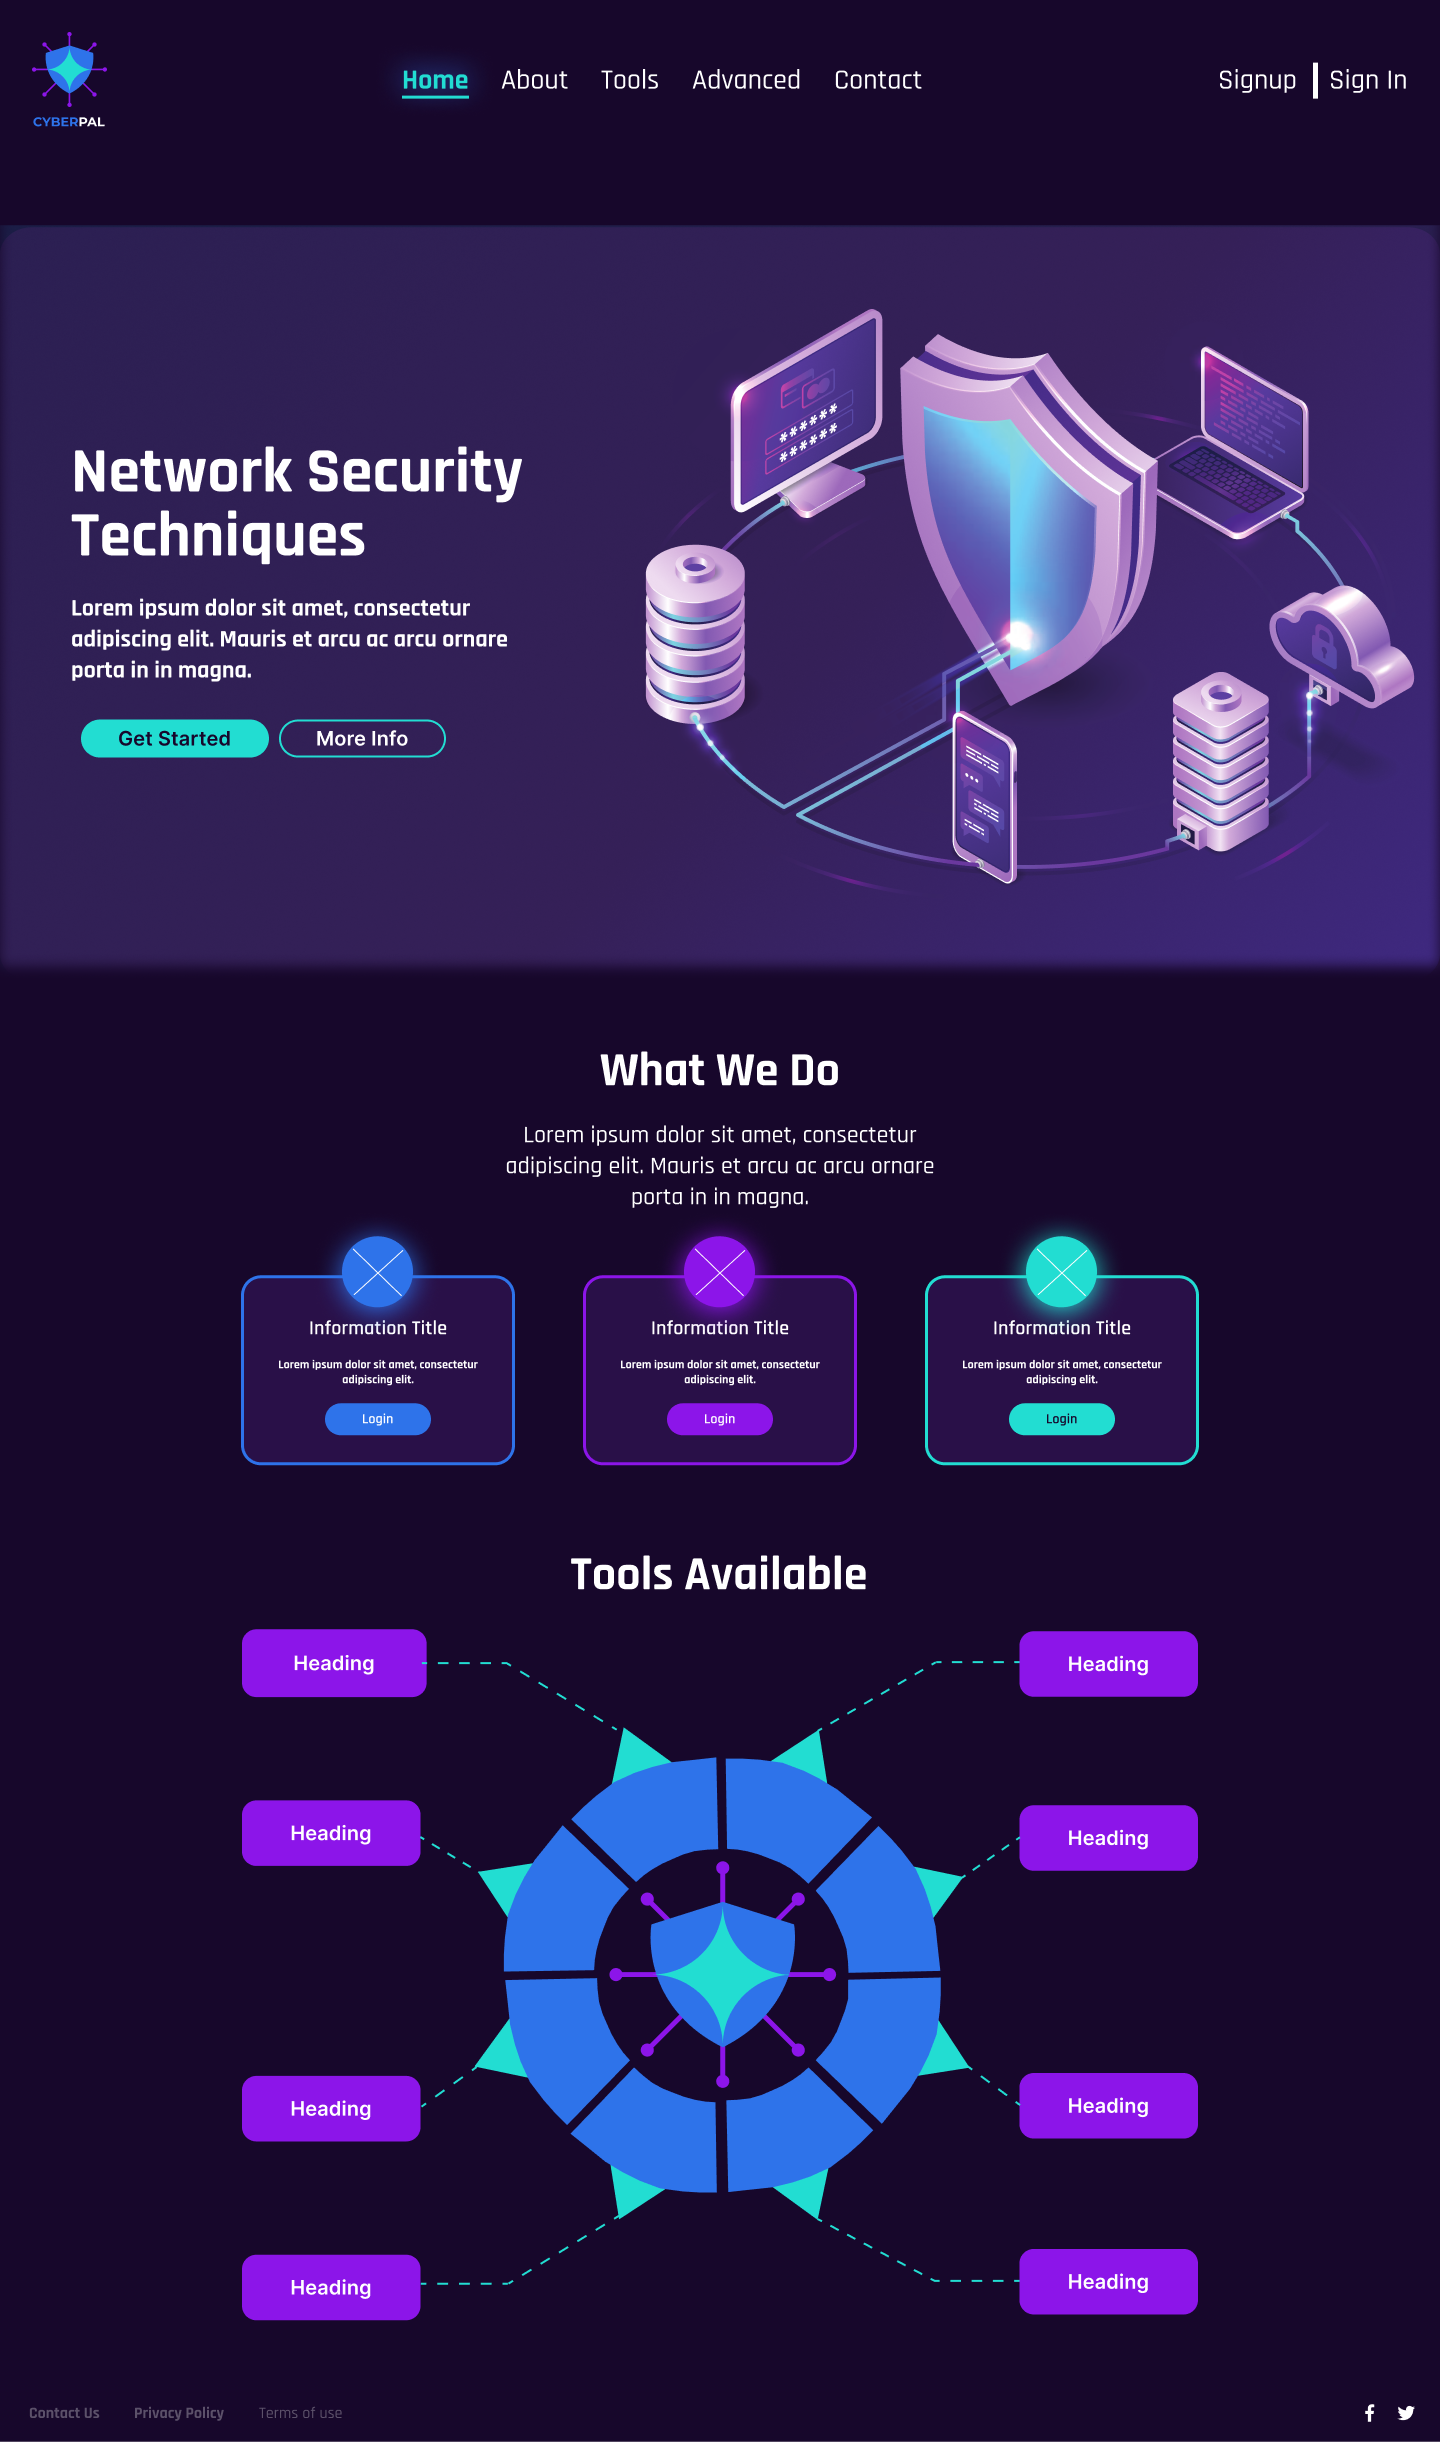 CYBERPAL
Home About Tools Advanced Contact
Signup Sign In
Network Security
Techniques
Lorem ipsum dolor sit amet, consectetur
adipiscing elit. Mauris et arcu ac arcu ornare
porta in in magna.
Get Started More Info
******
******
What We Do
Lorem ipsum dolor sit amet, consectetur
adipiscing elit. Mauris et arcu ac arcu ornare
porta in in magna.
Information Title
Lorem ipsum dolor sit amet, consectetur
adipiscing elit.
Login
Information Title
Lorem ipsum dolor sit amet, consectetur
adipiscing elit.
Login
Information Title
Lorem ipsum dolor sit amet, consectetur
adipiscing elit.
Login
Tools Available
Heading
Heading
Heading
Heading
Heading
Heading
Heading
Heading
Contact Us Privacy Policy Terms of use